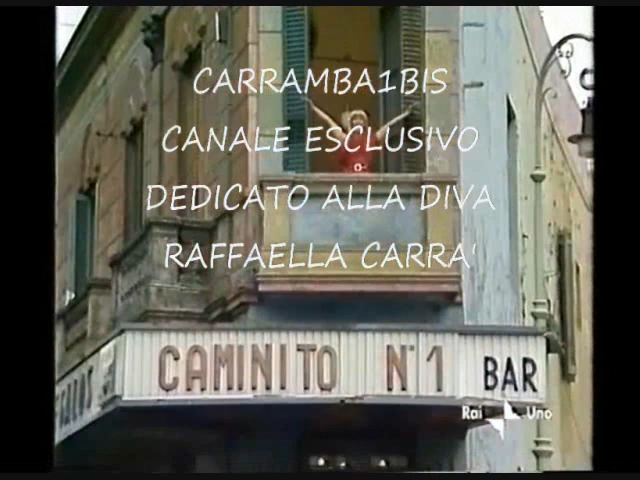 CARRAMBA1BIS
CANALE ESCLUSIVO
DEDICATO ALLA DIVA
RAFFAELLA CARRA'
CAMINITO N°1 BAR
Rai Uno